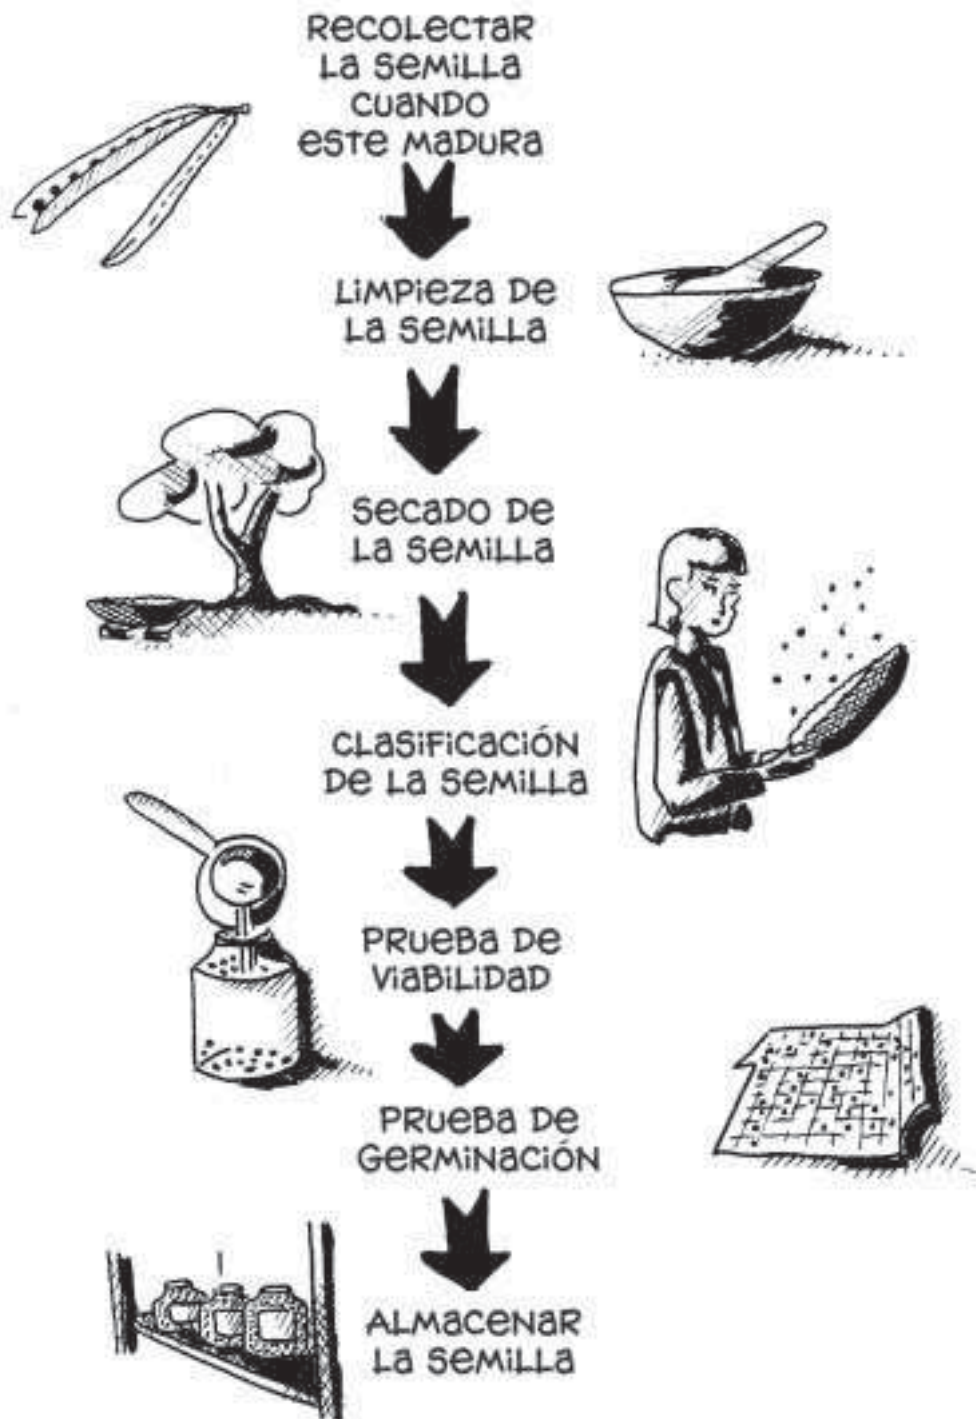 RECOLECTAR
LA SEMILLA
CUANDO
ESTE MADURA
LIMPIEZA DE
LA SEMILLA
SECADO DE
LA SEMILLA
CLASIFICACIÓN
DE LA SEMILLA
PRUEBA DE
VIABILIDAD
PRUEBA DE
GERMINACIÓN
ALMACENAR
LA SEMILLA